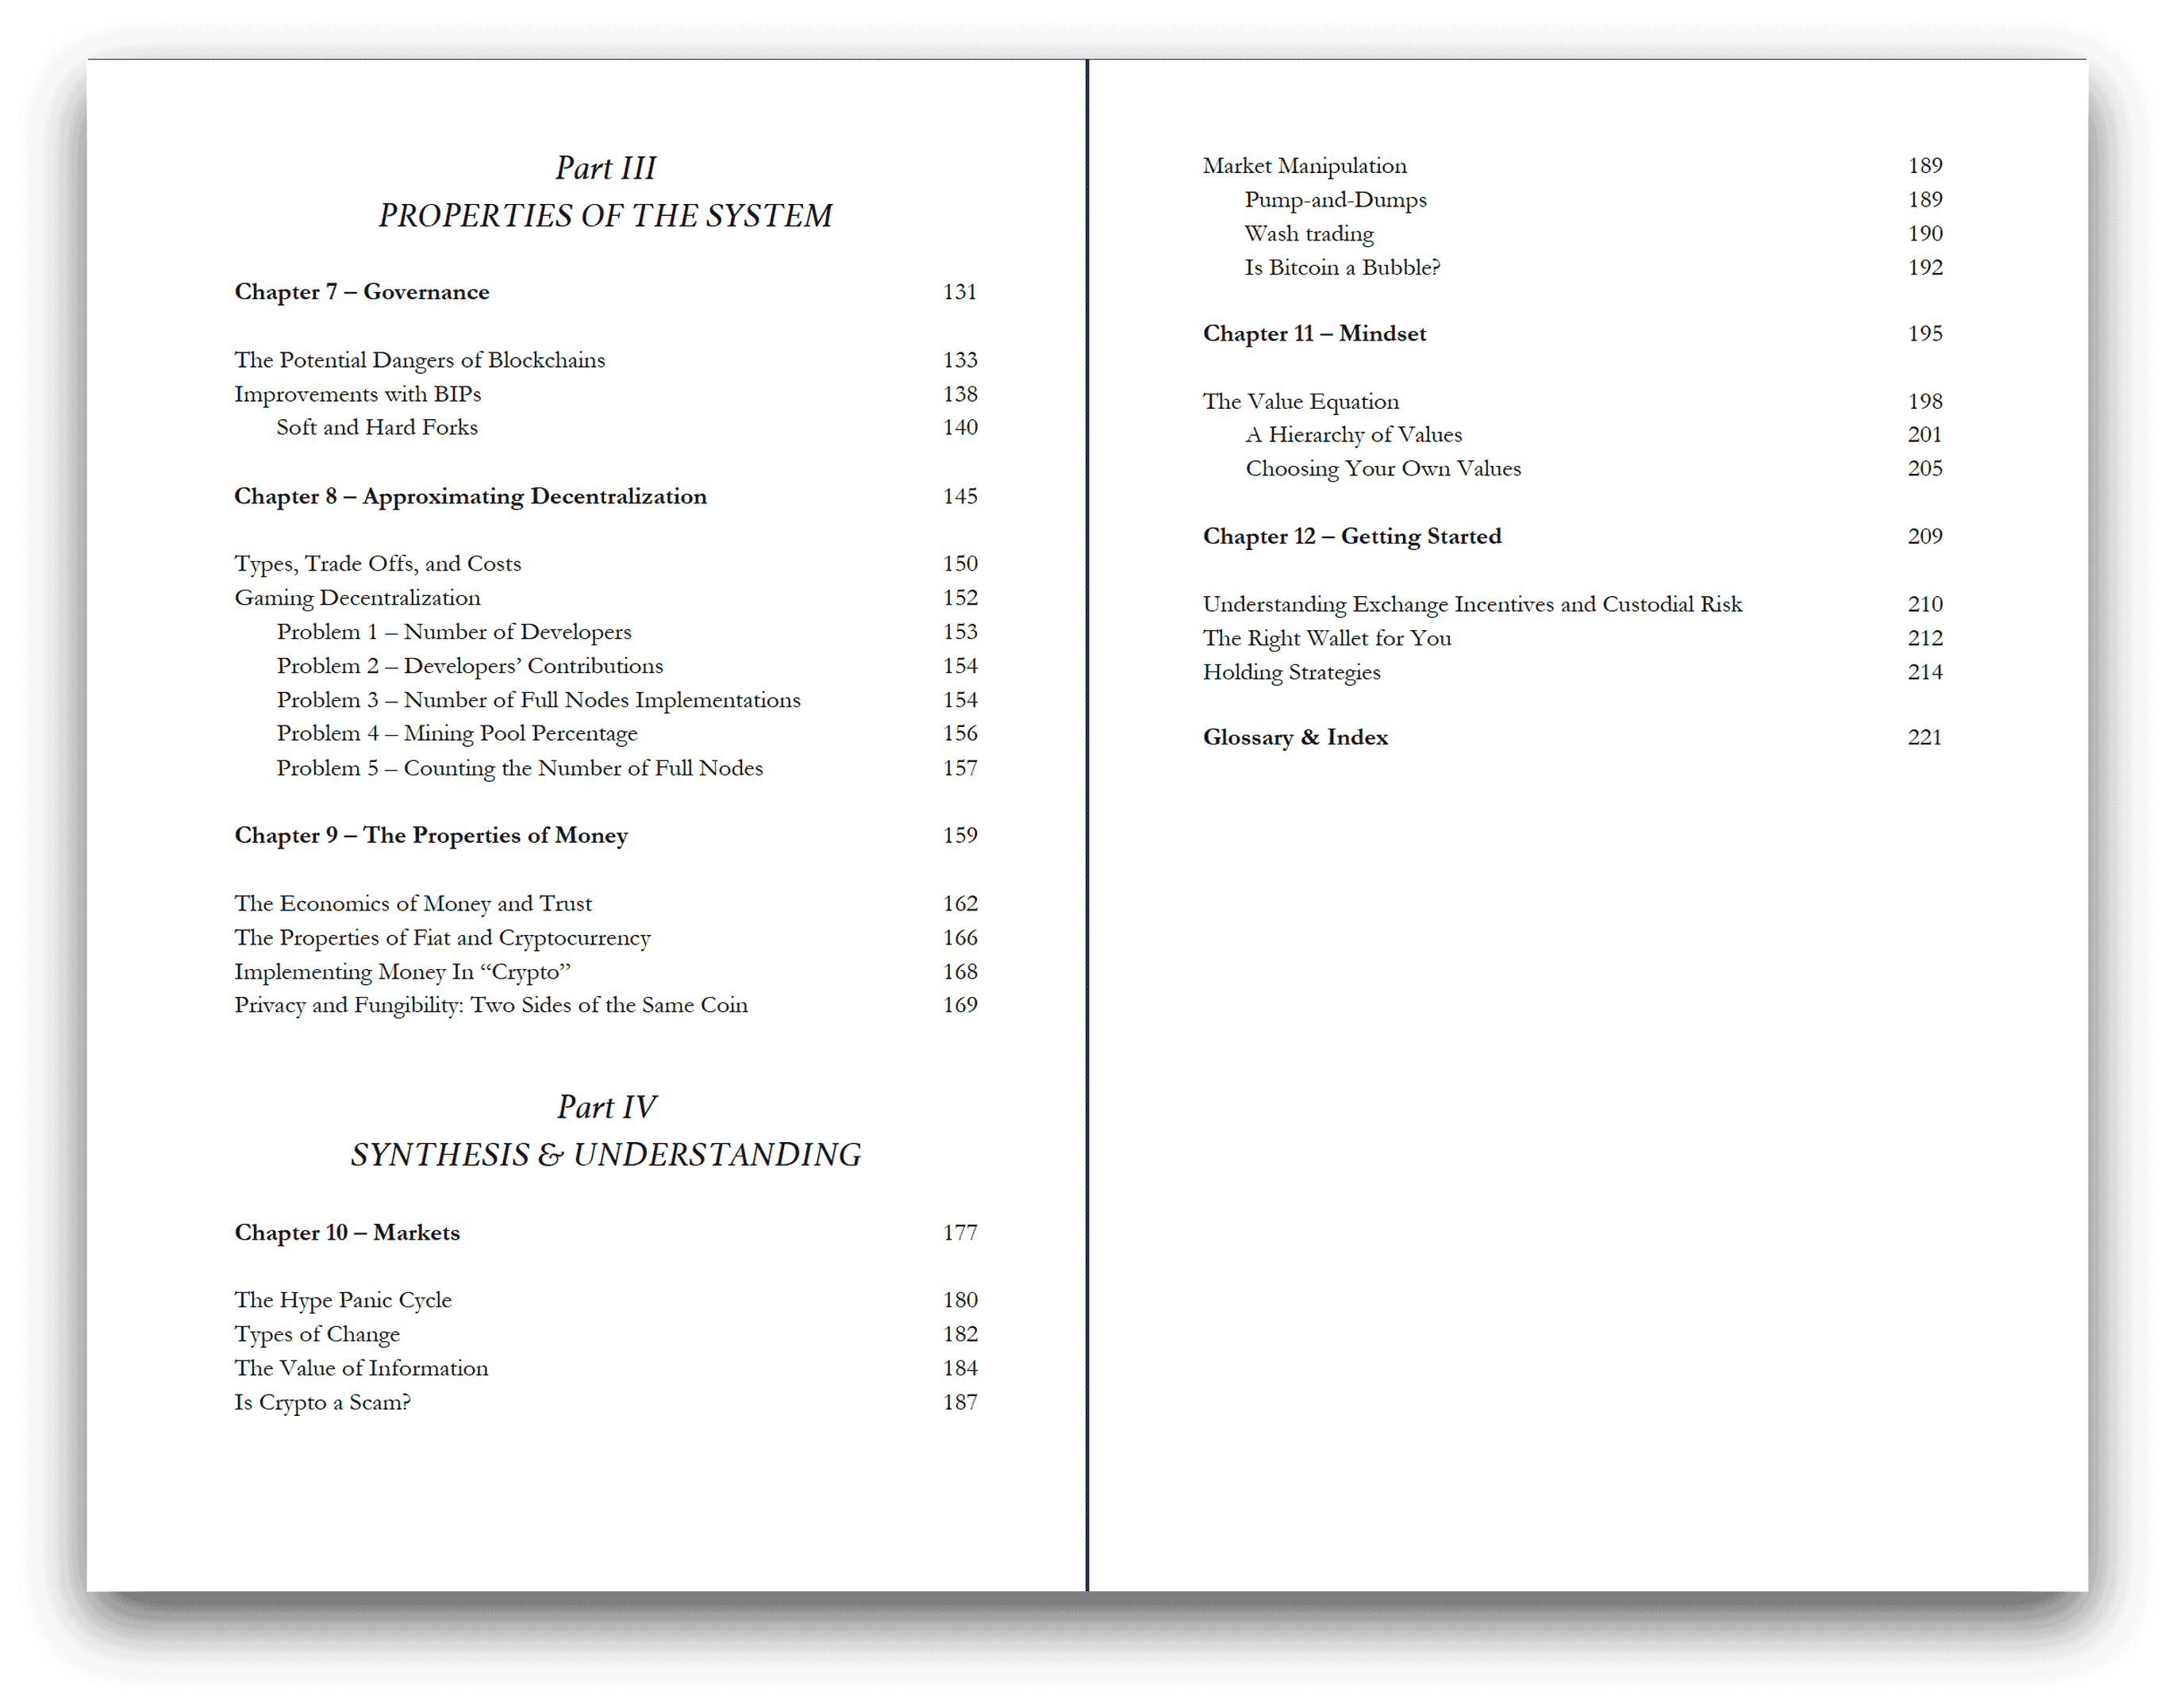 Part III
PROPERTIES OF THE SYSTEM
Chapter 7 – Governance 131
The Potential Dangers of Blockchains 133
Improvements with BIPs 138
Soft and Hard Forks 140
Chapter 8 – Approximating Decentralization 145
Types, Trade Offs, and Costs 150
Gaming Decentralization 152
Problem 1 – Number of Developers 153
Problem 2 – Developers’ Contributions 154
Problem 3 – Number of Full Nodes Implementations 154
Problem 4 – Mining Pool Percentage 156
Problem 5 – Counting the Number of Full Nodes 157
Chapter 9 – The Properties of Money 159
The Economics of Money and Trust 162
The Properties of Fiat and Cryptocurrency 166
Implementing Money In “Crypto” 168
Privacy and Fungibility: Two Sides of the Same Coin 169
Part IV
SYNTHESIS & UNDERSTANDING
Chapter 10 – Markets 177
The Hype Panic Cycle 180
Types of Change 182
The Value of Information 184
Is Crypto a Scam? 187
Market Manipulation 189
Pump-and-Dumps 189
Wash trading 190
Is Bitcoin a Bubble? 192
Chapter 11 – Mindset 195
The Value Equation 198
A Hierarchy of Values 201
Choosing Your Own Values 205
Chapter 12 – Getting Started 209
Understanding Exchange Incentives and Custodial Risk 210
The Right Wallet for You 212
Holding Strategies 214
Glossary & Index 221